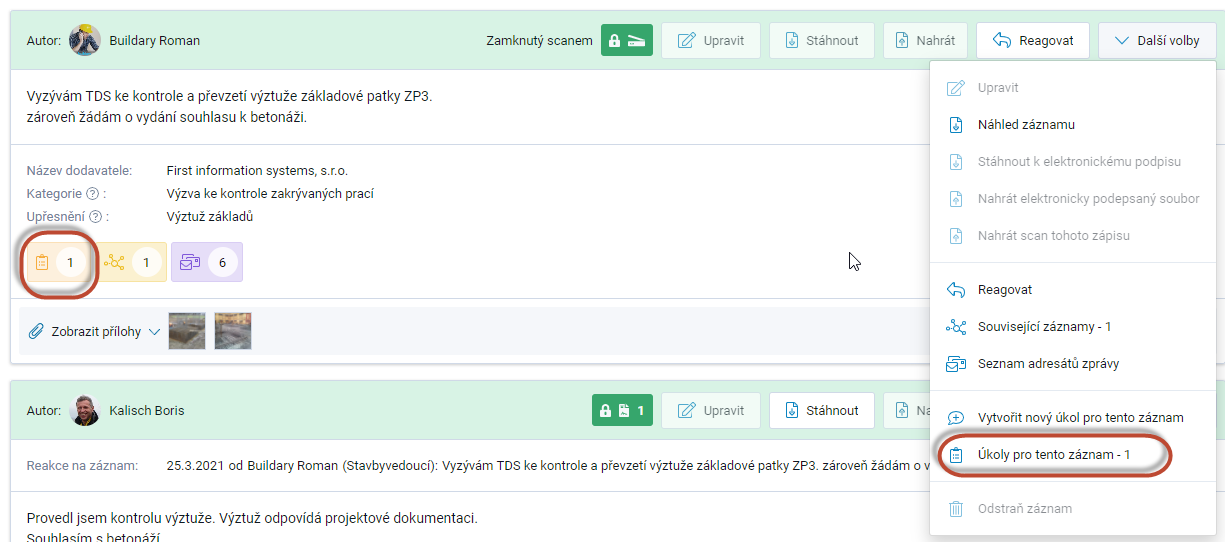 Autor: Buildary Roman Zamknutý scanem Upravit Stáhnout Nahrát Reagovat Další volby
Vyzývám TDS ke kontrole a převzetí výztuže základové patky ZP3.
zároveň žádám o vydání souhlasu k betonáži.
Název dodavatele: First information systems, s.r.o.
Kategorie ? : Výzva ke kontrole zakrývaných prací
Upřesnění ? : Výztuž základů
1 1 6
Zobrazit přílohy
Upravit
Náhled záznamu
Stáhnout k elektronickému podpisu
Nahrát elektronicky podepsaný soubor
Nahrát scan tohoto zápisu
Reagovat
Související záznamy - 1
Seznam adresátů zprávy
Vytvořit nový úkol pro tento záznam
Úkoly pro tento záznam - 1
Odstraň záznam
Autor: Kalisch Boris 1 Upravit Stáhnout Na
Reakce na záznam: 25.3.2021 od Buildary Roman (Stavbyvedoucí): Vyzývám TDS ke kontrole a převzetí výztuže základové patky ZP3. zároveň žádám o v
Provedl jsem kontrolu výztuže. Výztuž odpovídá projektové dokumentaci.
Souhlasím s betonáží.